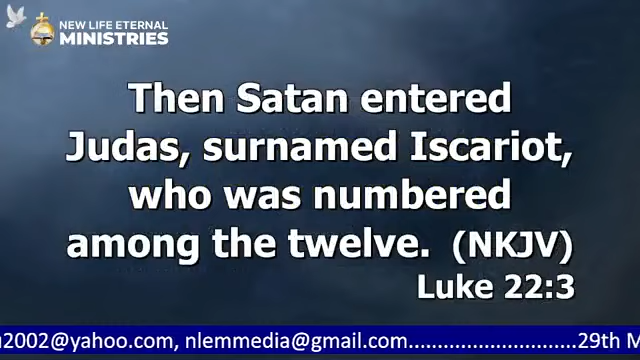 NEW LIFE ETERNAL
MINISTRIES
Then Satan entered
Judas, surnamed Iscariot,
who was numbered
among the twelve. (NKJV)
Luke 22:3
2002@yahoo.com, nlemmedia@gmail.com............................29th M